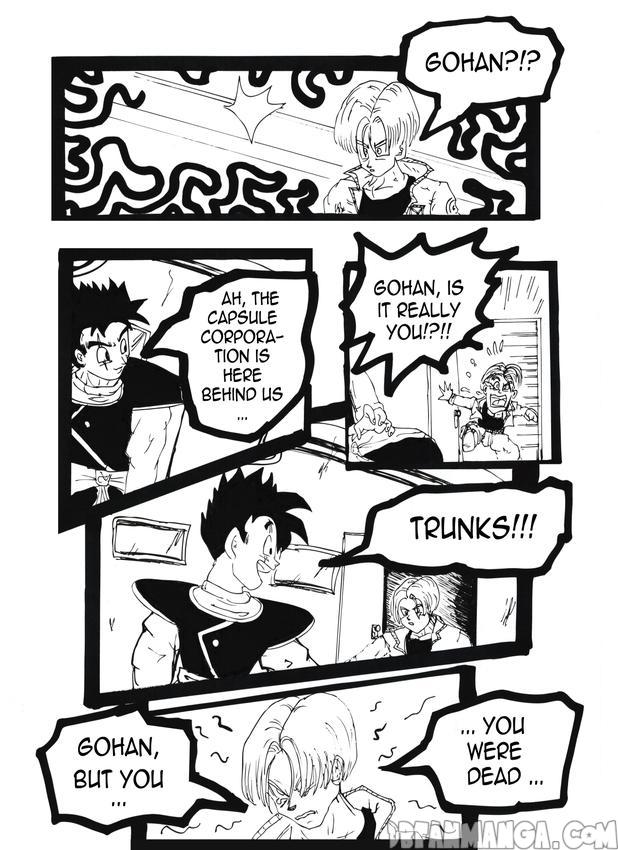 GOHAN?!?
AH, THE
CAPSULE
CORPORA-
TION IS
HERE
BEHIND US
...
GOHAN, IS
IT REALLY
YOU!?!!
TRUNKS!!!
GOHAN,
BUT YOU
...
... YOU
WERE
DEAD ...
DBFANMANGA.COM